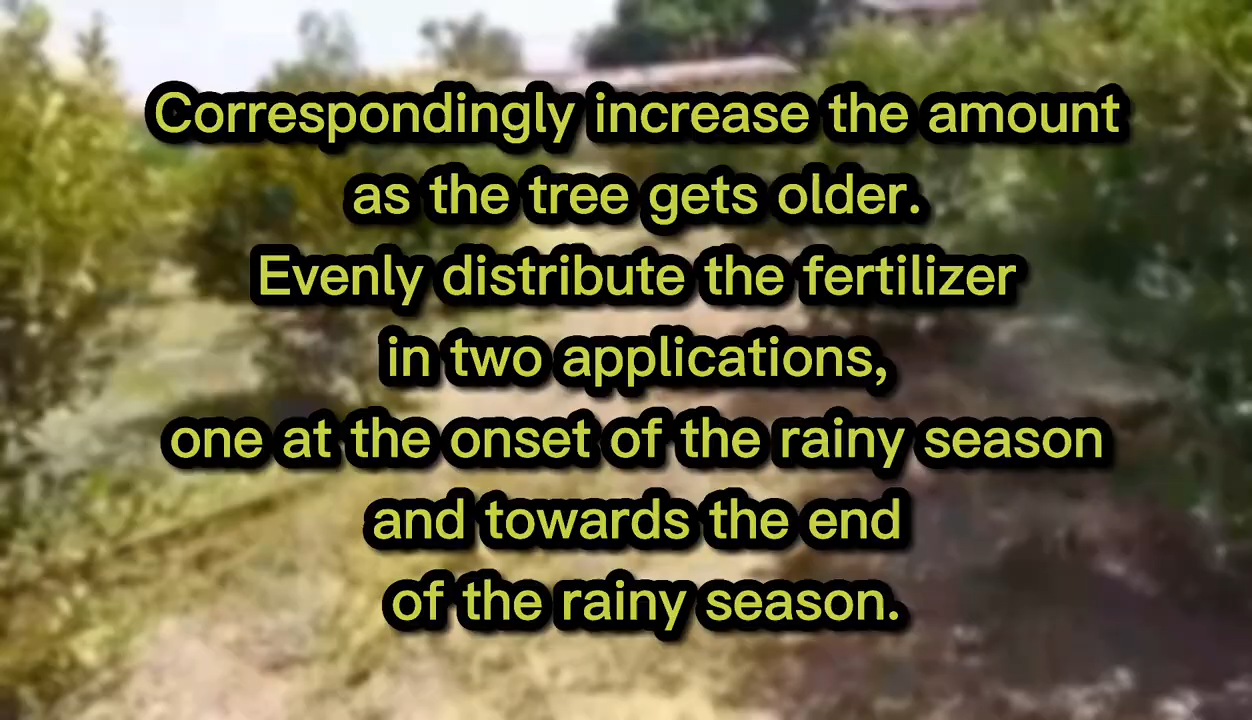 Correspondingly increase the amount
as the tree gets older.
Evenly distribute the fertilizer
in two applications,
one at the onset of the rainy season
and towards the end
of the rainy season.